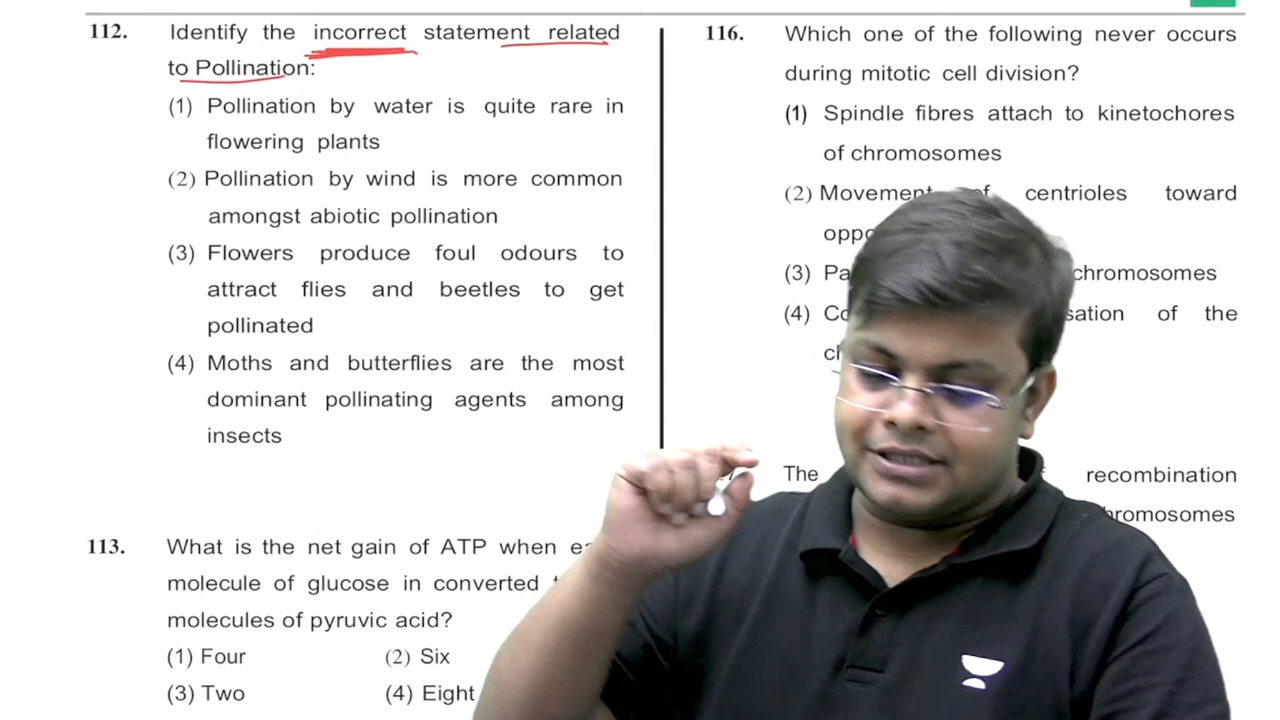 112. Identify the incorrect statement related
to Pollination:
(1) Pollination by water is quite rare in
flowering plants
(2) Pollination by wind is more common
amongst abiotic pollination
(3) Flowers produce foul odours to
attract flies and beetles to get
pollinated
(4) Moths and butterflies are the most
dominant pollinating agents among
insects
113. What is the net gain of ATP when
molecule of glucose in converted
molecules of pyruvic acid?
(1) Four (2) Six
(3) Two (4) Eight
116. Which one of the following never occurs
during mitotic cell division?
(1) Spindle fibres attach to kinetochores
of chromosomes
(2) Movement of centrioles toward
(3) chromosomes
(4) of the
The recombination
chromosomes